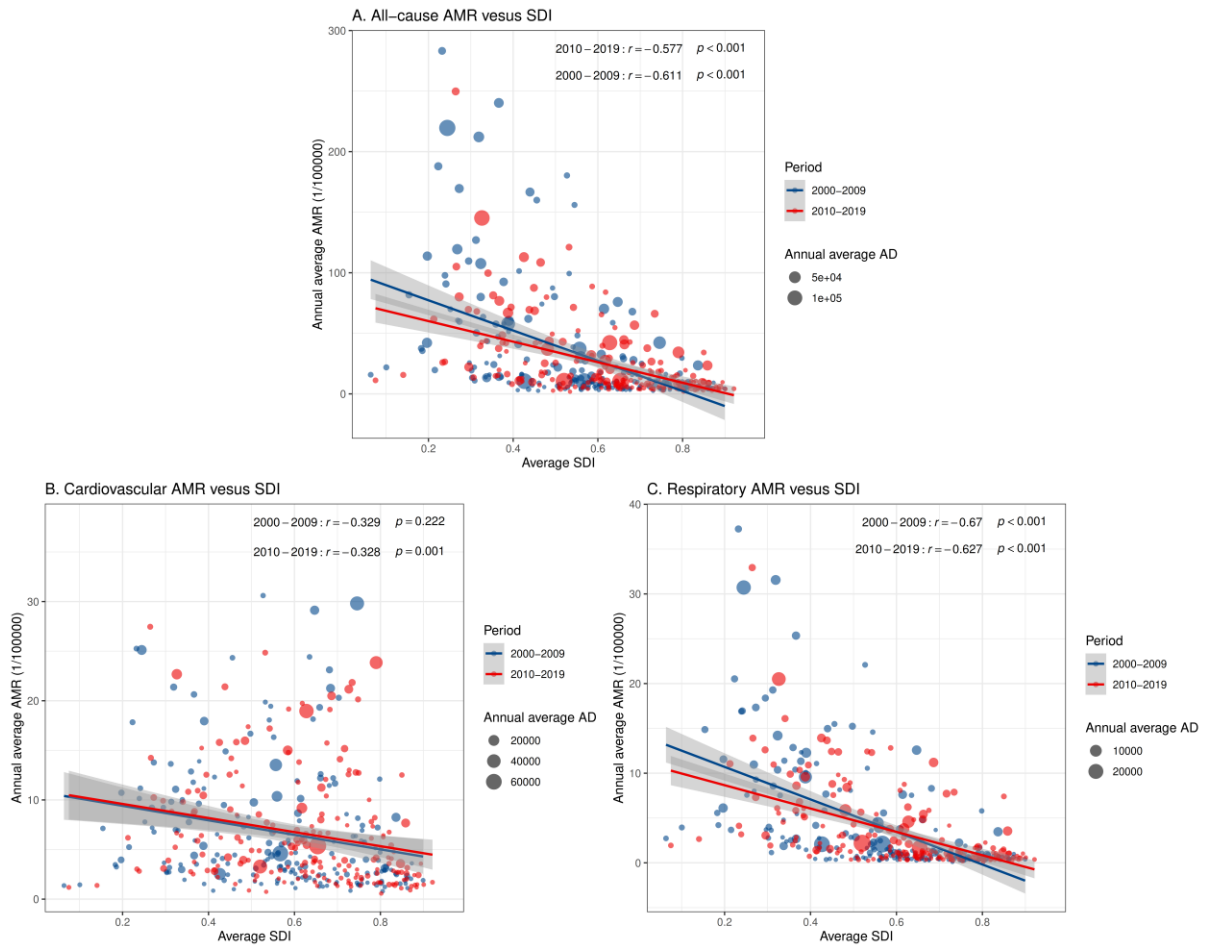 A. All−cause AMR versus SDI
2010−2019: r=−0.577 p<0.001
2000−2009: r=−0.611 p<0.001
300
200
100
0
Annual average AMR (1/100000)
0.2 0.4 0.6 0.8
Average SDI
Period
2000−2009
2010−2019
Annual average AD
5e+04
1e+05
B. Cardiovascular AMR versus SDI
2000−2009: r=−0.329 p=0.222
2010−2019: r=−0.328 p=0.001
30
20
10
0
Annual average AMR (1/100000)
0.2 0.4 0.6 0.8
Average SDI
Period
2000−2009
2010−2019
Annual average AD
20000
40000
60000
C. Respiratory AMR versus SDI
2000−2009: r=−0.67 p<0.001
2010−2019: r=−0.627 p<0.001
40
30
20
10
0
Annual average AMR (1/100000)
0.2 0.4 0.6 0.8
Average SDI
Period
2000−2009
2010−2019
Annual average AD
10000
20000